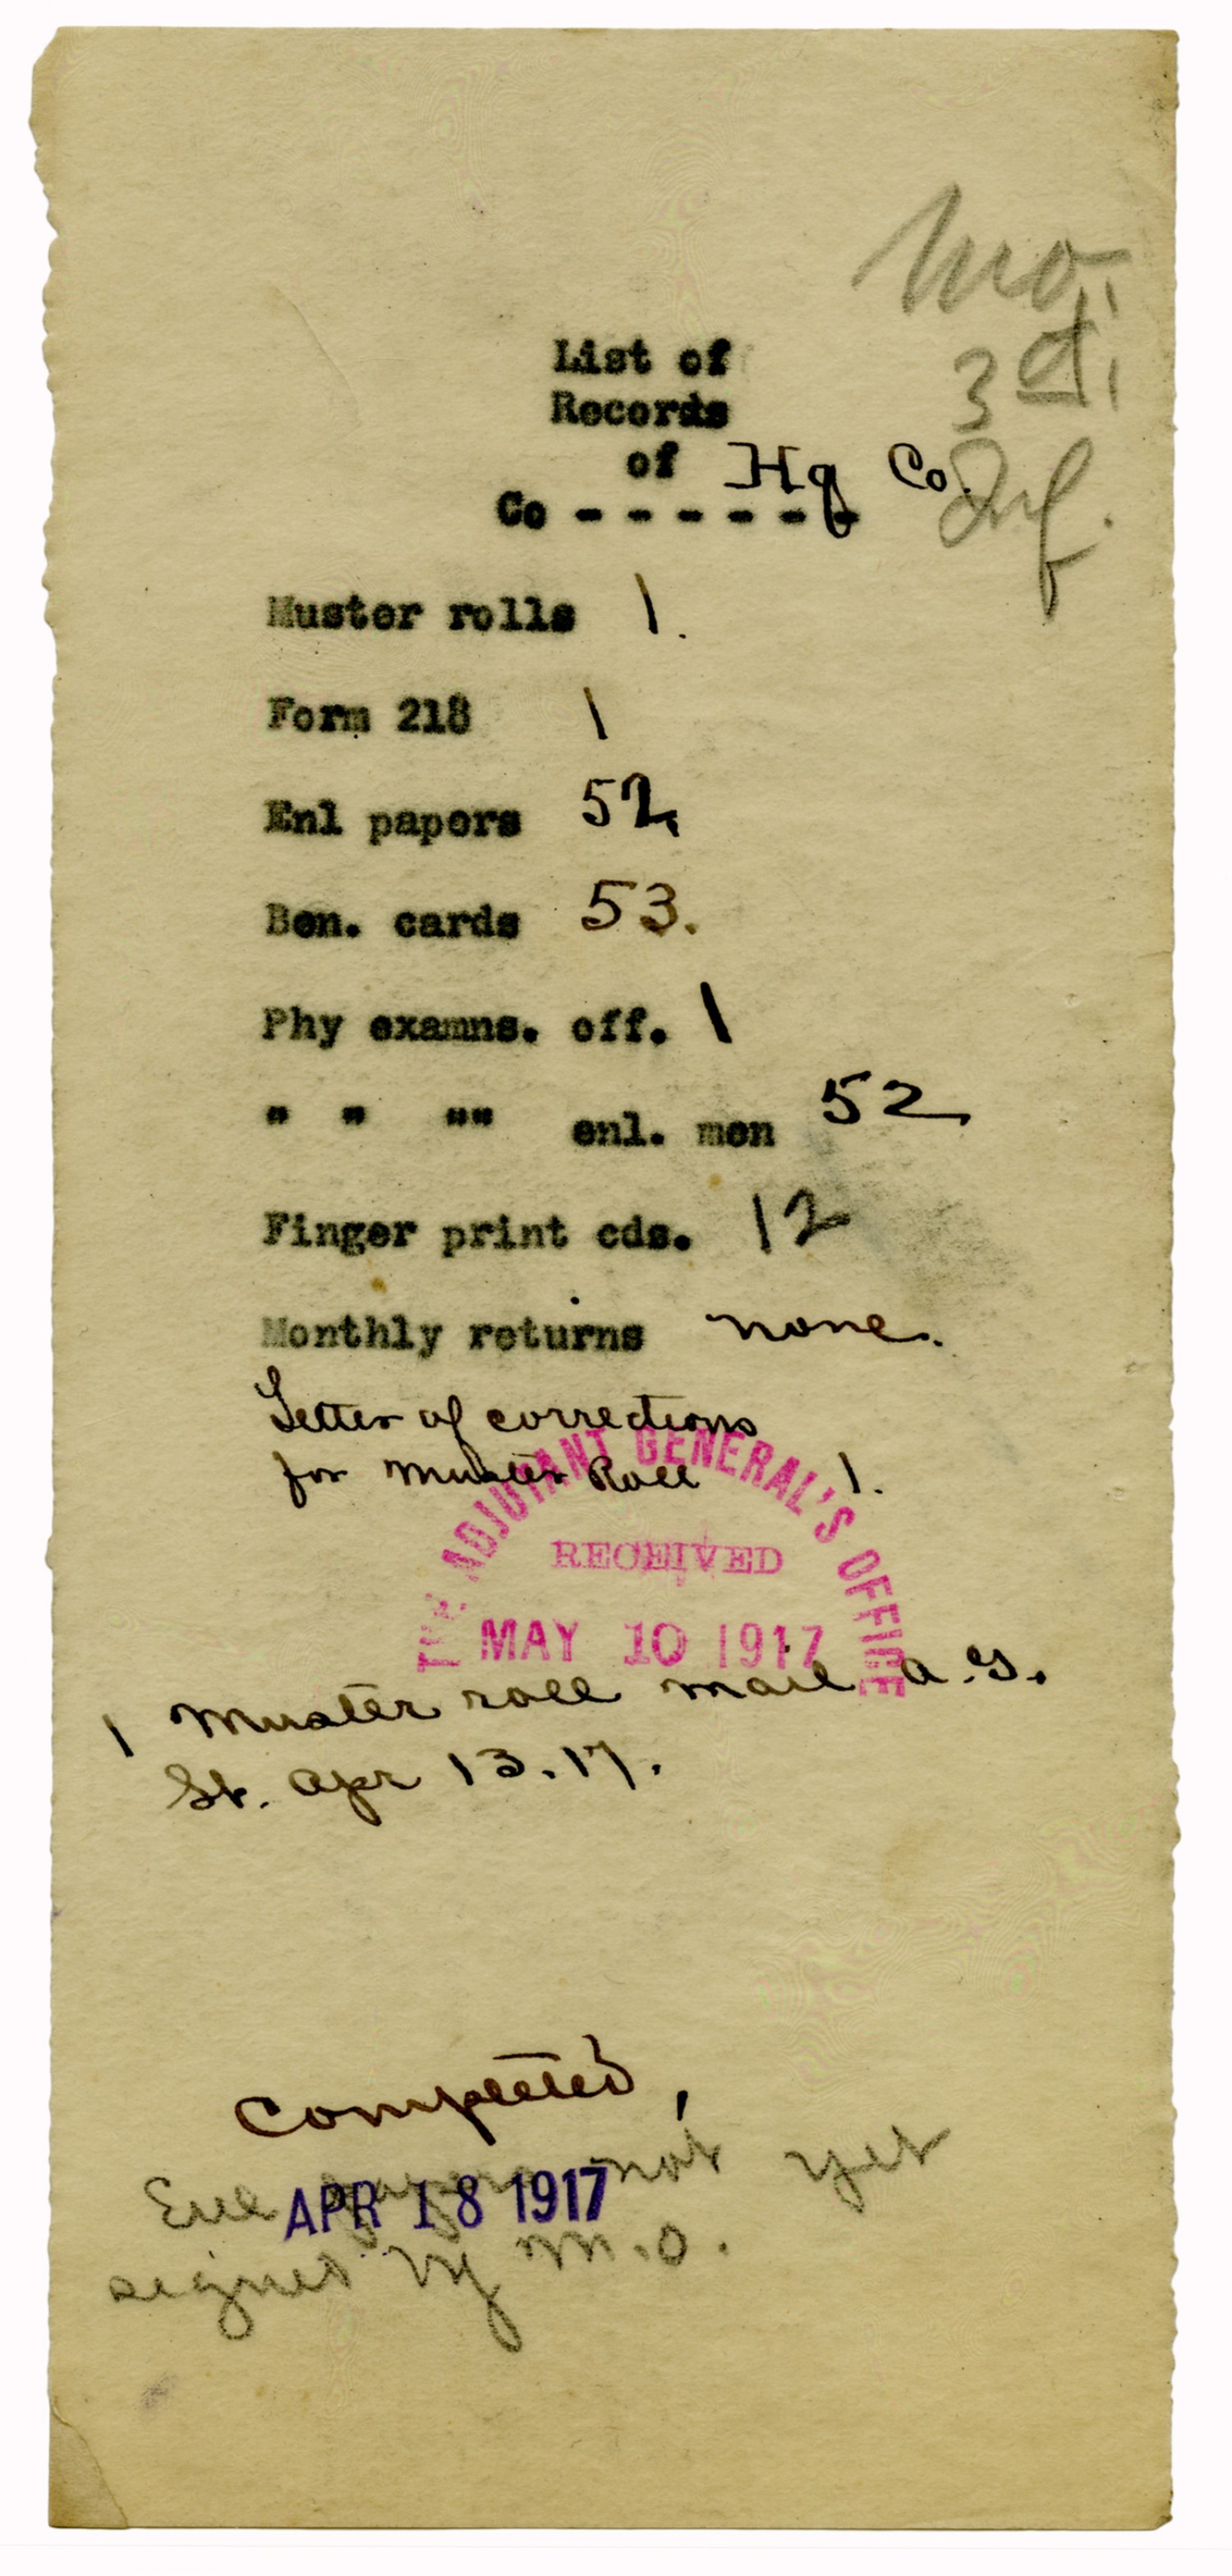 Mo.
3d
Inf.
List of
Records
of Hq Co.
Co - - - - - -
Muster rolls 1.
Form 218 1
Enl papers 52.
Ben. cards 53.
Phy examns. off. 1
" " "" enl. men 52
Finger print cds. 12
Monthly returns none.
Letter of corrections
for Muster Roll 1.
THE ADJUTANT GENERAL'S OFFICE
RECEIVED
MAY 10 1917
1 Muster roll mail A.G.
St. Apr 13.17.
Completed,
Enl papers not yet
APR 18 1917
signed by M.O.